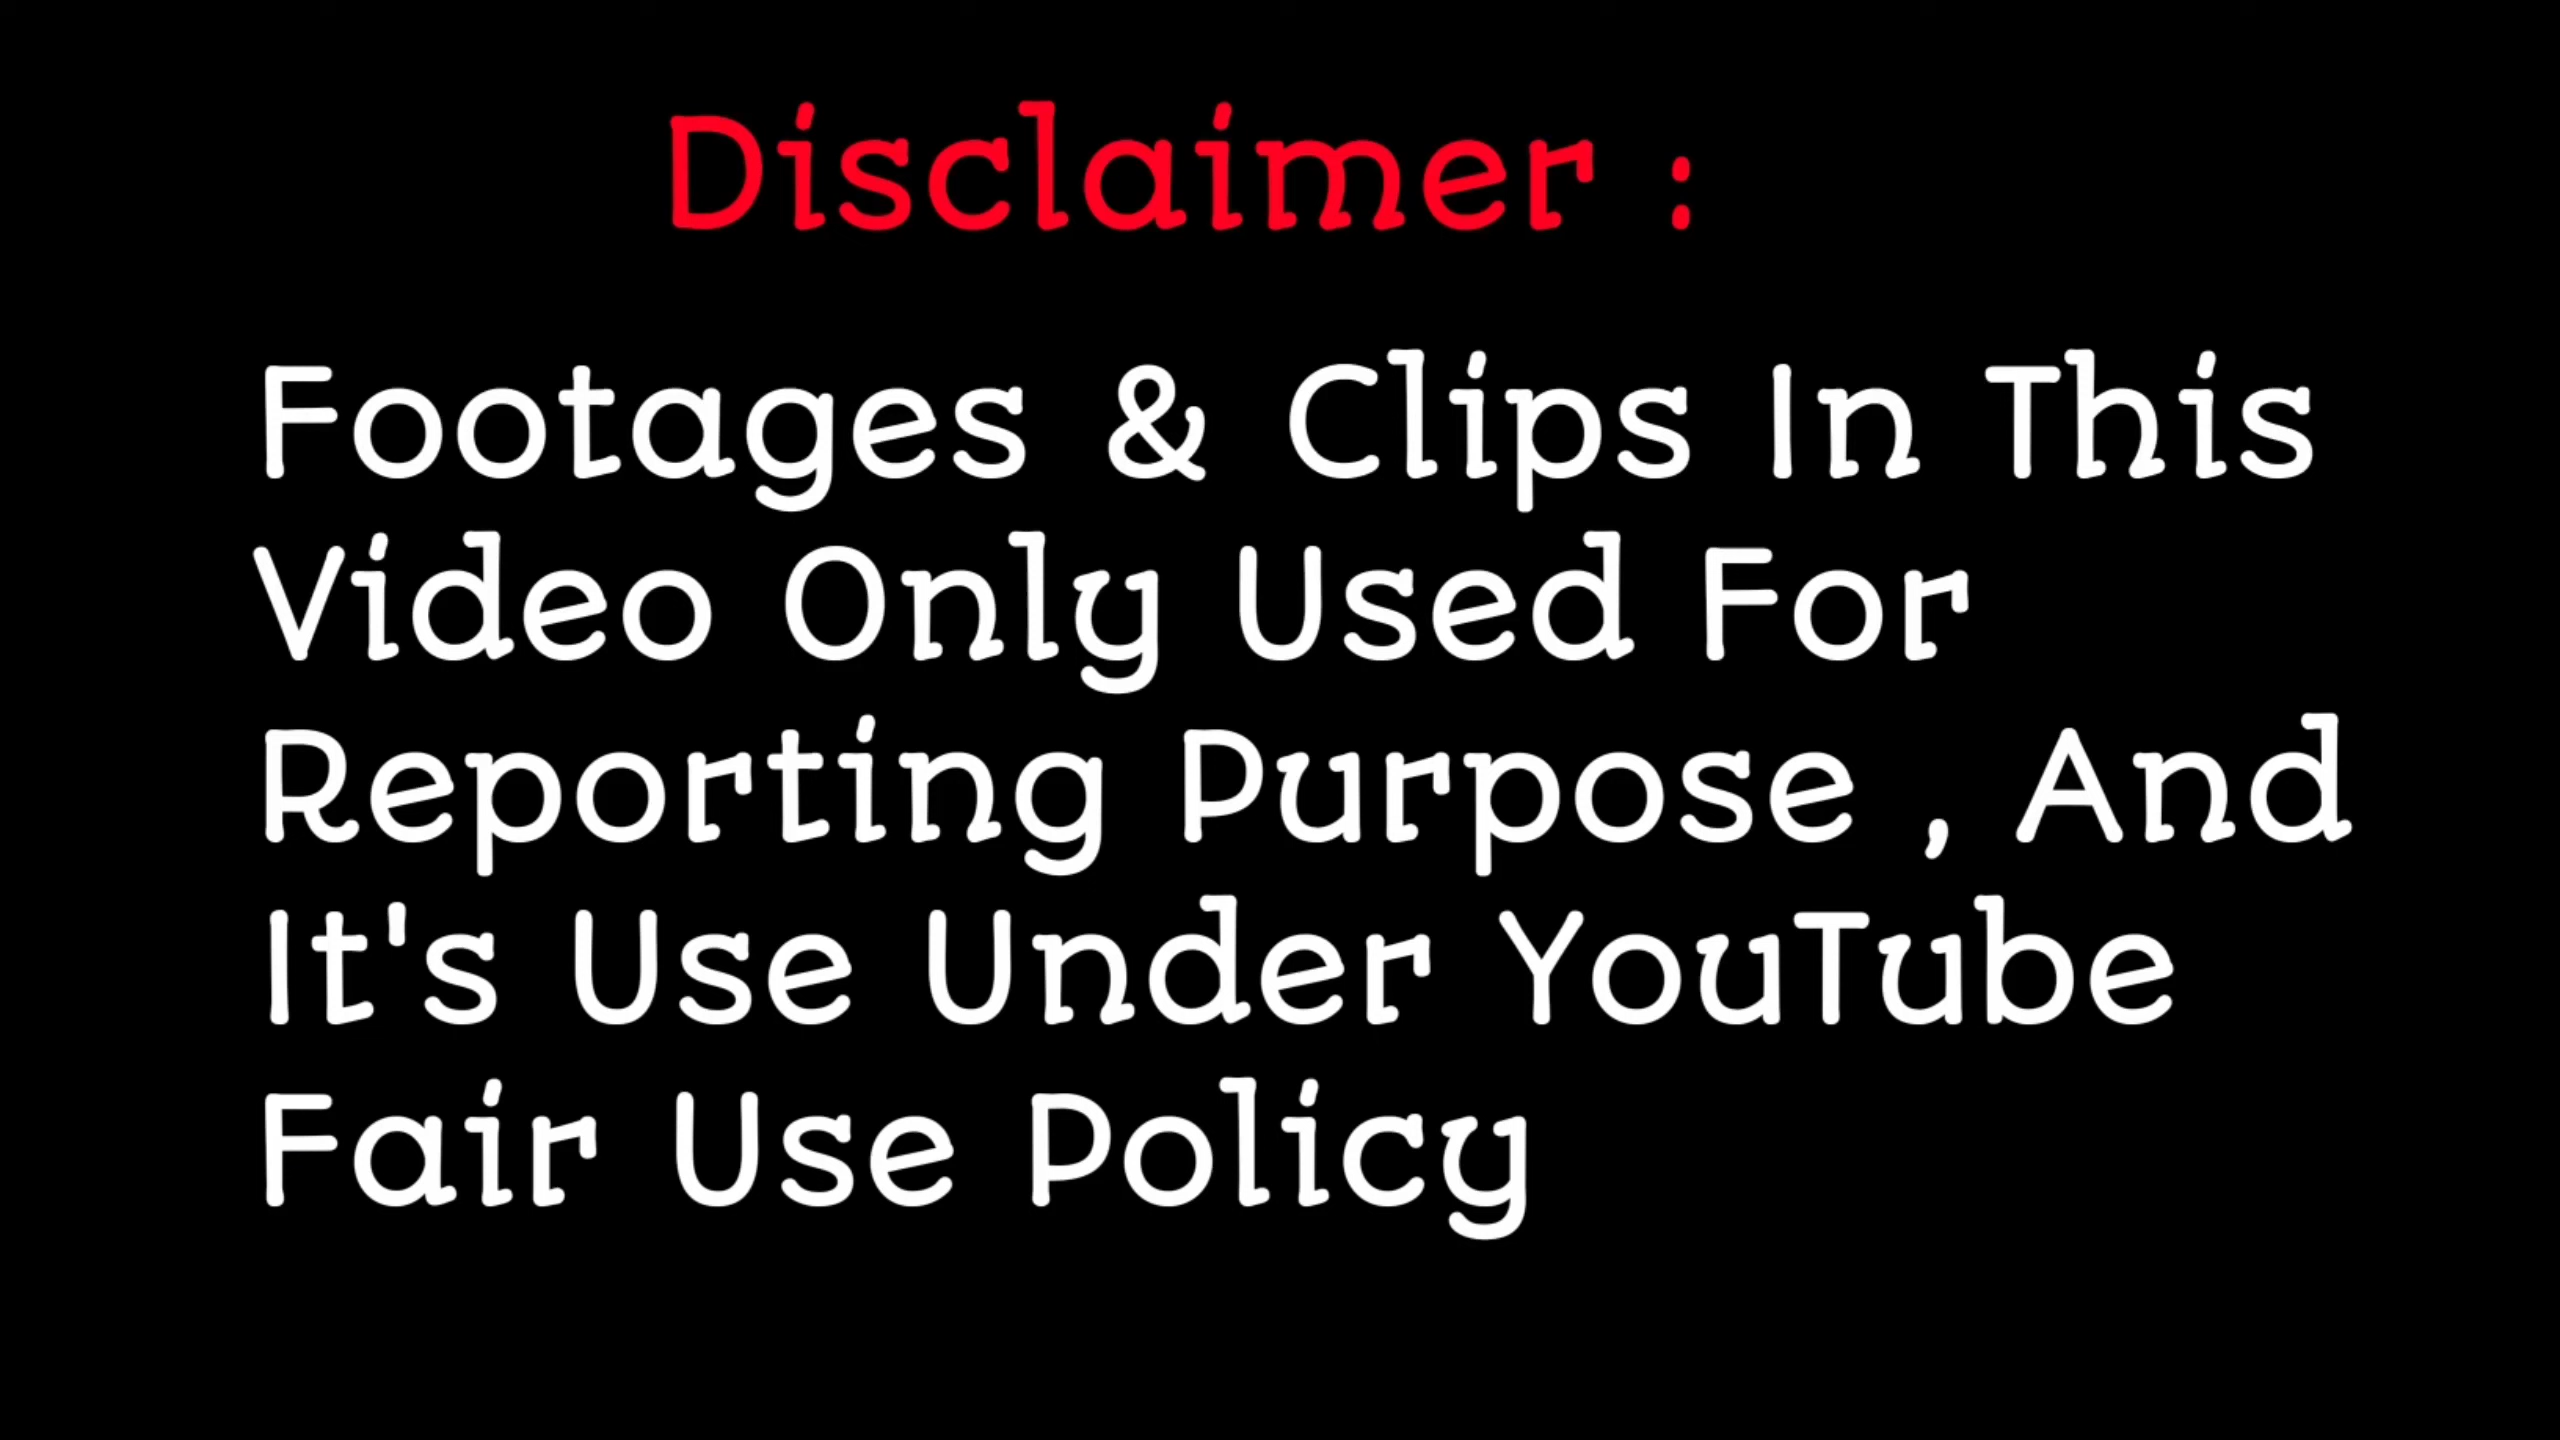 Disclaimer :
Footages & Clips In This
Video Only Used For
Reporting Purpose , And
It's Use Under YouTube
Fair Use Policy